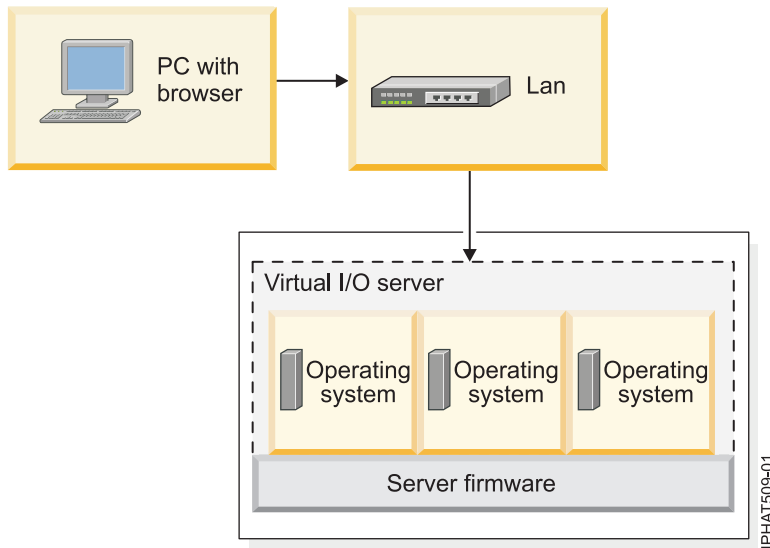 PC with
browser
Lan
Virtual I/O server
Operating
system
Operating
system
Operating
system
Server firmware
IPHAT509-01